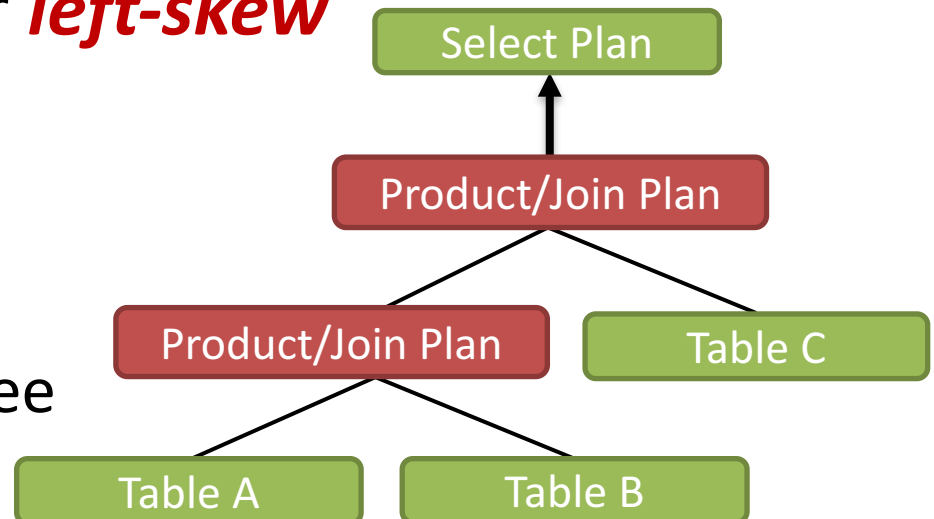 r left-skew
Select Plan
Product/Join Plan
Product/Join Plan
Table C
ee
Table A
Table B